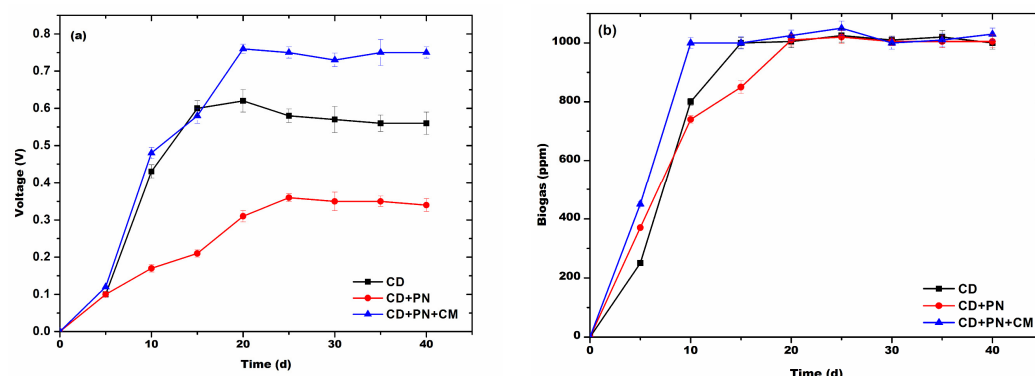 (a)
0.8
0.7
0.6
0.5
0.4
0.3
0.2
0.1
0.0
Voltage (V)
0
10
20
30
40
Time (d)
CD
CD+PN
CD+PN+CM
(b)
1000
800
600
400
200
0
Biogas (ppm)
0
10
20
30
40
Time (d)
CD
CD+PN
CD+PN+CM